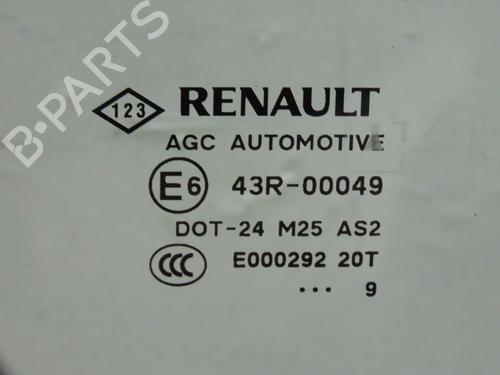 123 RENAULT
AGC AUTOMOTIVE
E6 43R-00049
DOT-24 M25 AS2
CCC E000292 20T
... 9
B-PARTS